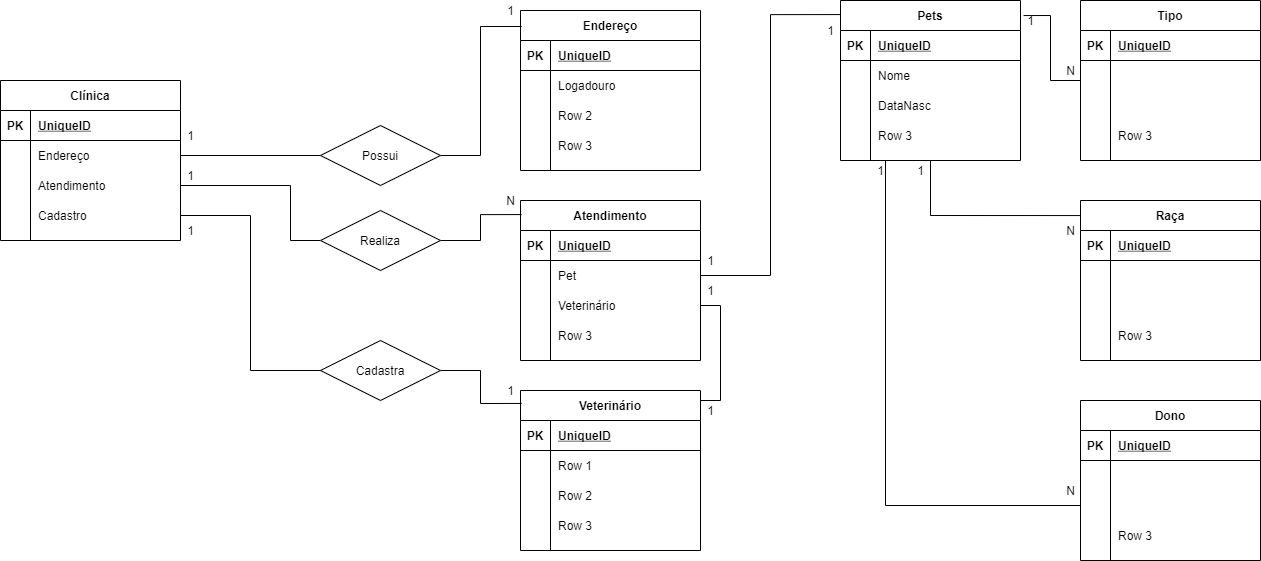 Clínica
PK UniqueID
Endereço
Atendimento
Cadastro
1
1
1
Possui
Realiza
Cadastra
1
N
1
Endereço
PK UniqueID
Logadouro
Row 2
Row 3
Atendimento
PK UniqueID
Pet
Veterinário
Row 3
1
1
Veterinário
PK UniqueID
Row 1
Row 2
Row 3
1
1
Pets
PK UniqueID
Nome
DataNasc
Row 3
1
1
1
N
Tipo
PK UniqueID
Row 3
N
Raça
PK UniqueID
Row 3
N
Dono
PK UniqueID
Row 3